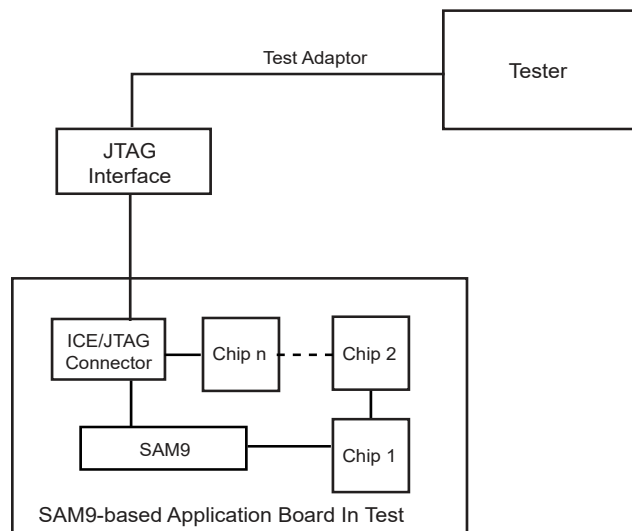 Test Adaptor
Tester
JTAG
Interface
ICE/JTAG
Connector
Chip n
Chip 2
SAM9
Chip 1
SAM9-based Application Board In Test